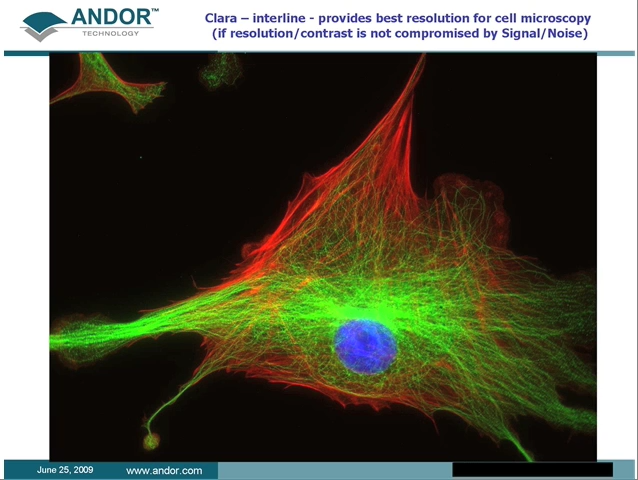 ANDOR™
TECHNOLOGY
Clara – interline - provides best resolution for cell microscopy
(if resolution/contrast is not compromised by Signal/Noise)
June 25, 2009
www.andor.com